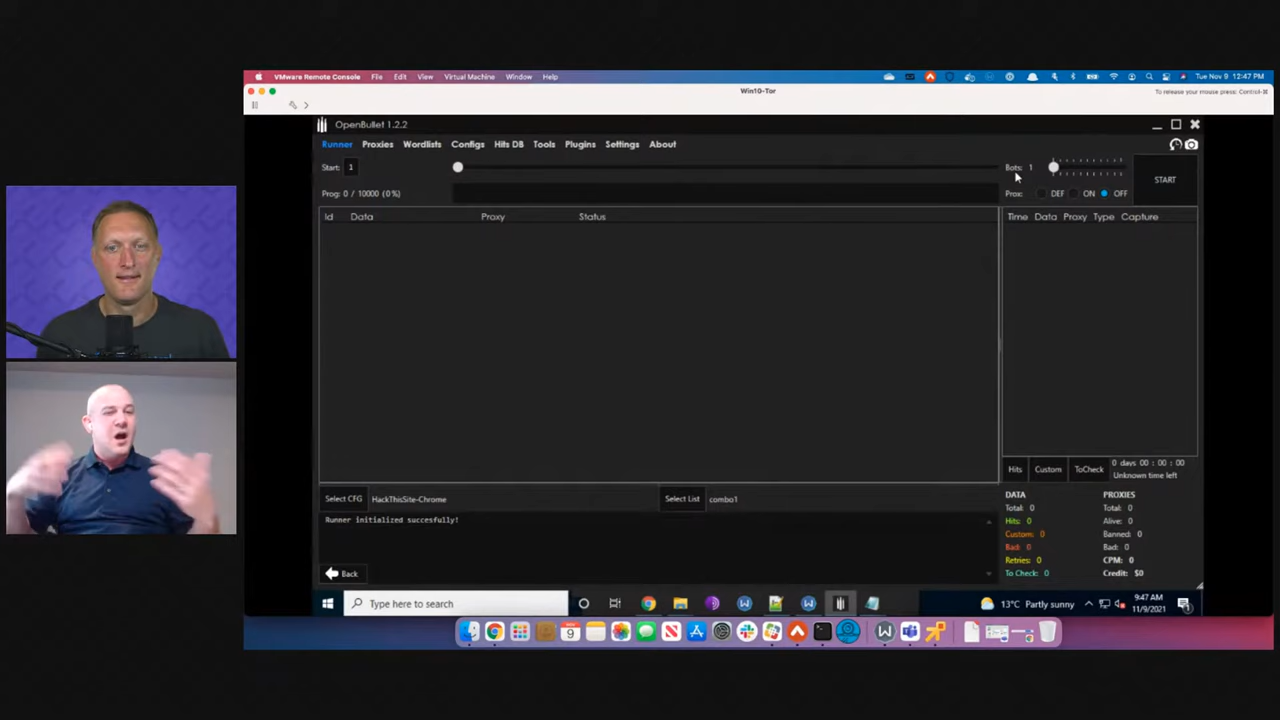 VMware Remote Console File Edit View Virtual Machine Window Help
Tue Nov 9 12:47 PM
Win10-Tor
To release your mouse press: Control-⌘
OpenBullet 1.2.2
Runner Proxies Wordlists Configs Hits DB Tools Plugins Settings About
Start: 1
Bots: 1
START
Prog: 0 / 10000 (0%)
Prox: DEF ON OFF
Id Data Proxy Status
Time Data Proxy Type Capture
Hits Custom ToCheck
0 days 00 : 00 : 00
Unknown time left
Select CFG HackThisSite-Chrome
Select List combo1
Runner initialized succesfully!
DATA
Total: 0
Hits: 0
Custom: 0
Bad: 0
Retries: 0
To Check: 0
PROXIES
Total: 0
Alive: 0
Banned: 0
Bad: 0
CPM: 0
Credit: $0
Back
Type here to search
13°C Partly sunny
9:47 AM
11/9/2021